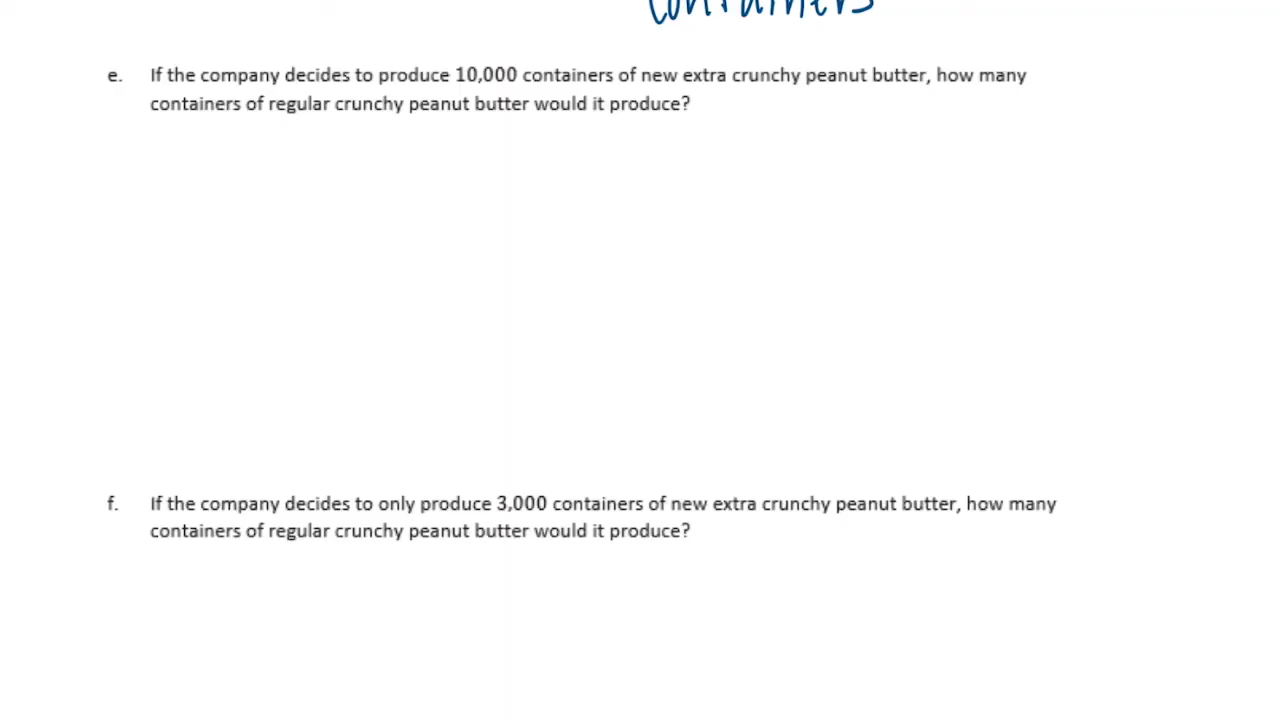 containers
e. If the company decides to produce 10,000 containers of new extra crunchy peanut butter, how many
containers of regular crunchy peanut butter would it produce?
f. If the company decides to only produce 3,000 containers of new extra crunchy peanut butter, how many
containers of regular crunchy peanut butter would it produce?